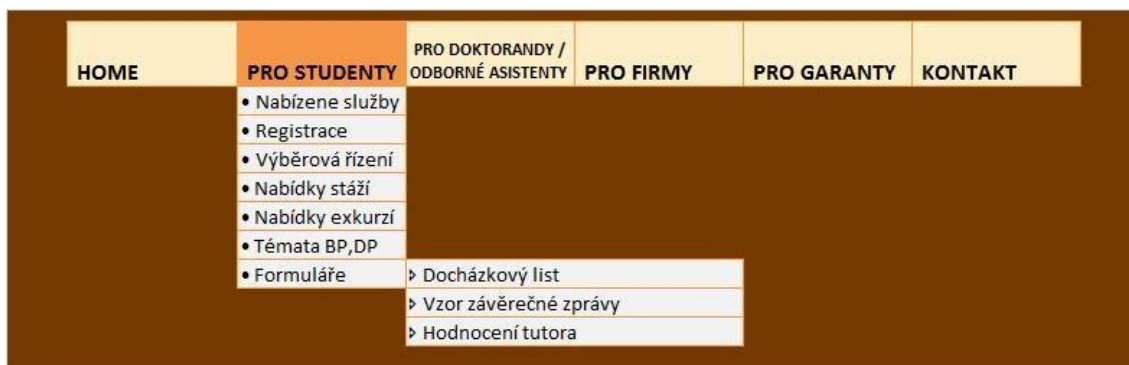 HOME
PRO STUDENTY
PRO DOKTORANDY /
ODBORNÉ ASISTENTY
PRO FIRMY
PRO GARANTY
KONTAKT
• Nabízene služby
• Registrace
• Výběrová řízení
• Nabídky stáží
• Nabídky exkurzí
• Témata BP,DP
• Formuláře
Docházkový list
Vzor závěrečné zprávy
Hodnocení tutora